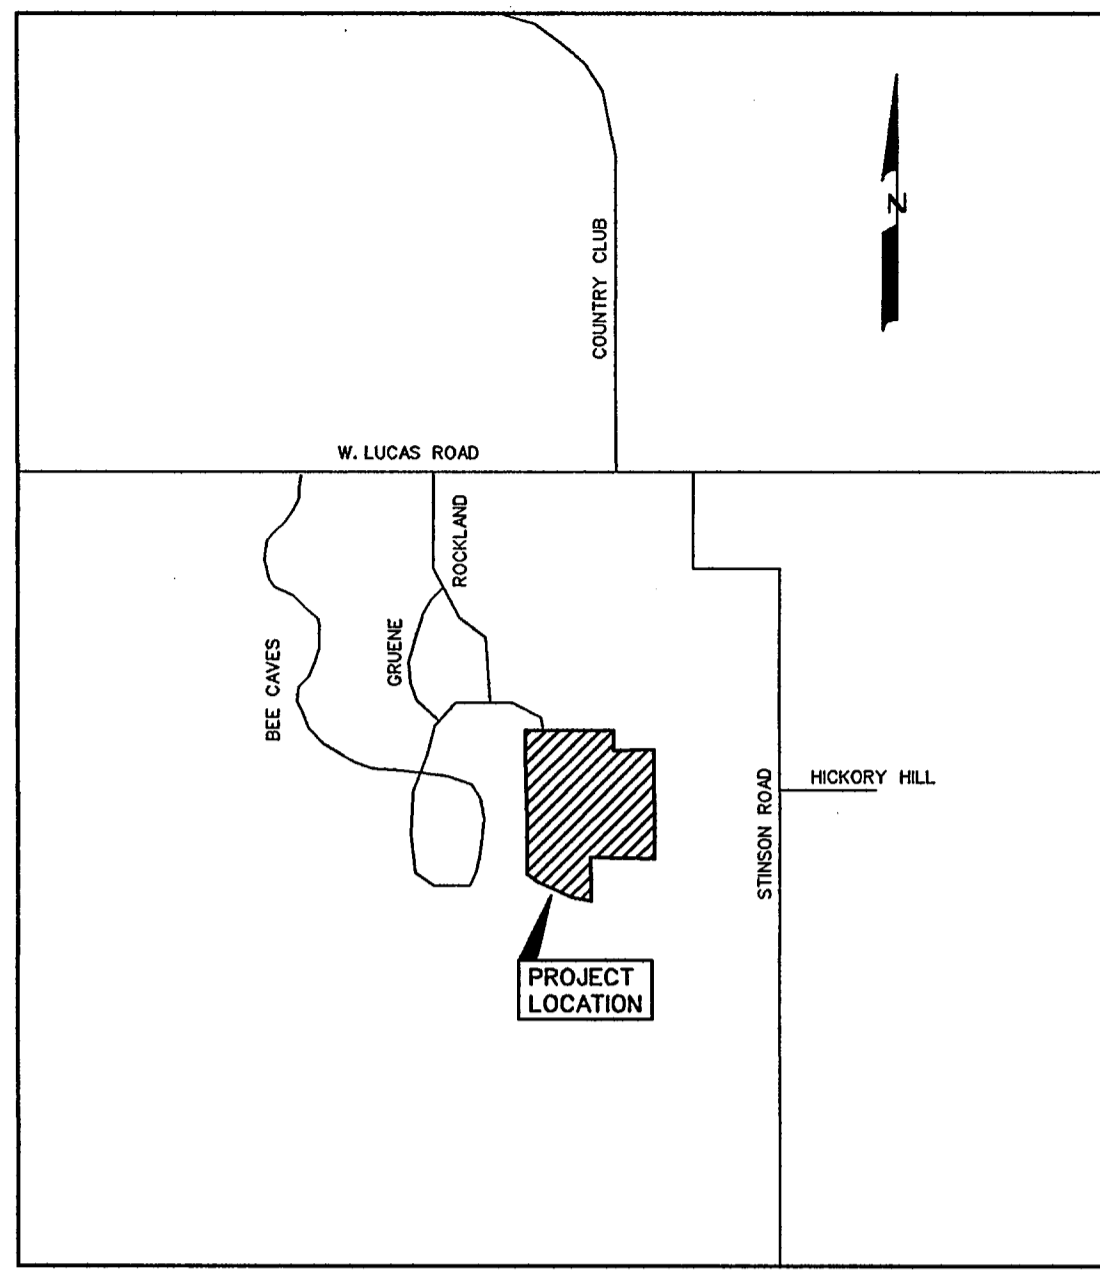 COUNTRY CLUB
N
W. LUCAS ROAD
ROCKLAND
GRUENE
BEE CAVES
STINSON ROAD
HICKORY HILL
PROJECT
LOCATION